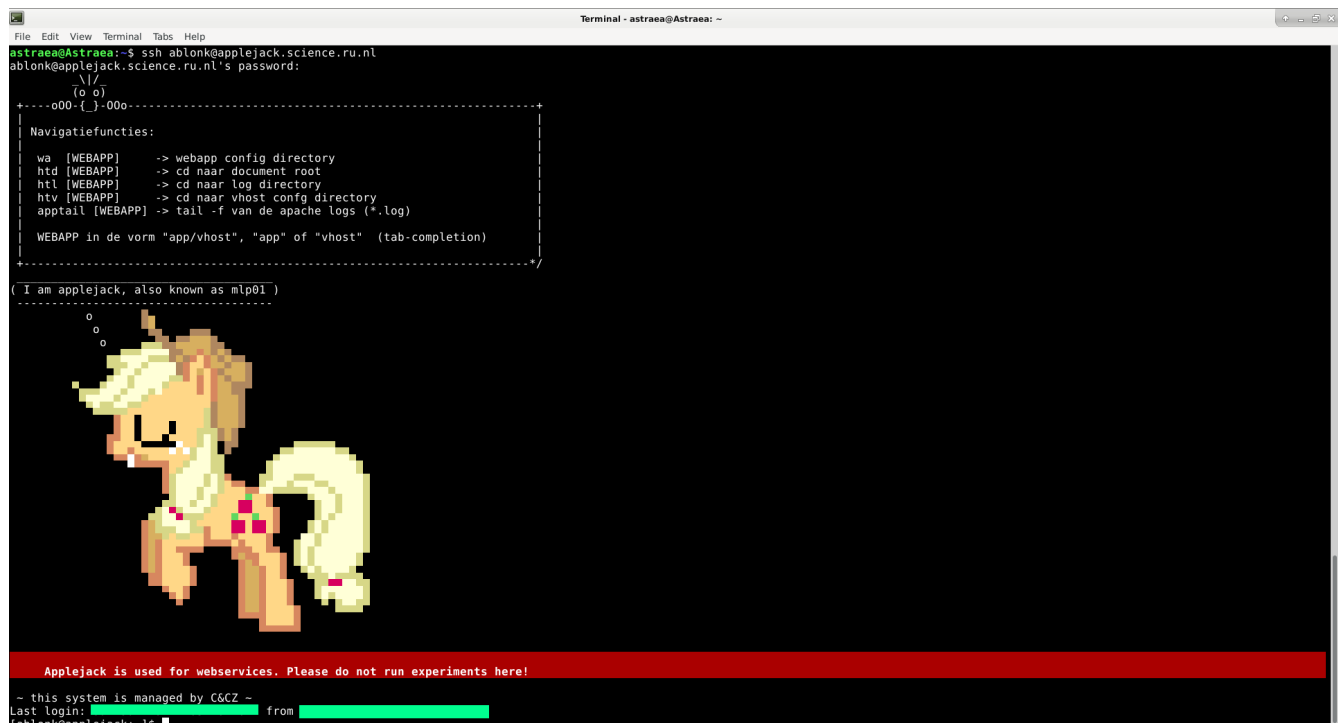 Terminal - astraea@Astraea: ~
File Edit View Terminal Tabs Help
astraea@Astraea:~$ ssh ablonk@applejack.science.ru.nl
ablonk@applejack.science.ru.nl's password:
_\|/_
(o o)
+----oOO-{_}-OOo------------------------------------------------------------+
| Navigatiefuncties: |
| wa [WEBAPP] -> webapp config directory |
| htd [WEBAPP] -> cd naar document root |
| htl [WEBAPP] -> cd naar log directory |
| htv [WEBAPP] -> cd naar vhost confg directory |
| apptail [WEBAPP] -> tail -f van de apache logs (*.log) |
| WEBAPP in de vorm "app/vhost", "app" of "vhost" (tab-completion) |
+--------------------------------------------------------------------------*/
( I am applejack, also known as mlp01 )
-------------------------------------
o
o
o
Applejack is used for webservices. Please do not run experiments here!
~ this system is managed by C&CZ ~
Last login: from
[ablonk@applejack: ~]$